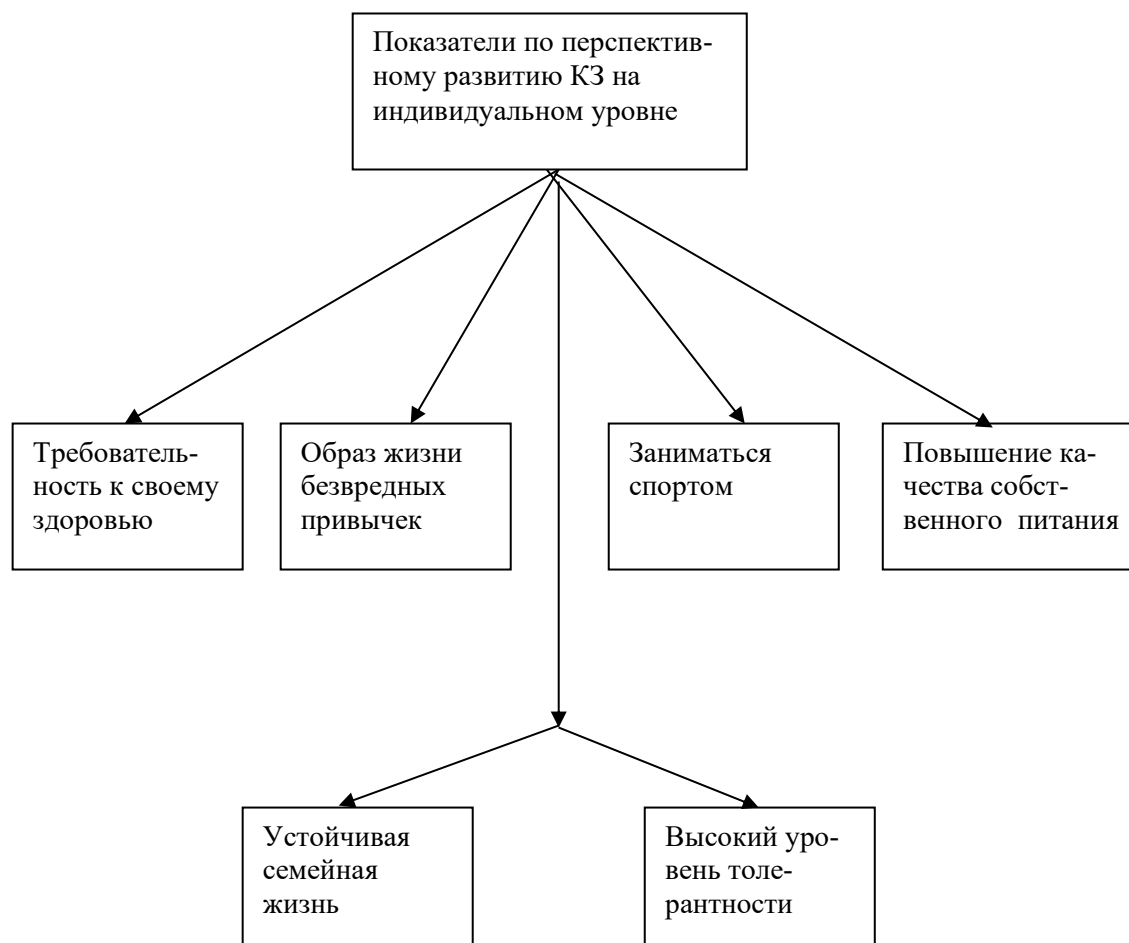 Показатели по перспектив-
ному развитию КЗ на
индивидуальном уровне
Требователь-
ность к своему
здоровью
Образ жизни
безвредных
привычек
Заниматься
спортом
Повышение ка-
чества собст-
венного питания
Устойчивая
семейная
жизнь
Высокий уро-
вень толе-
рантности